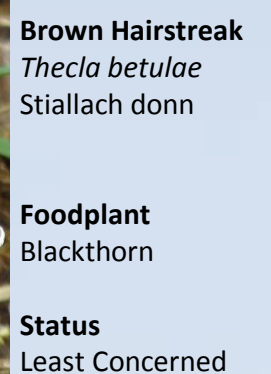 Brown Hairstreak
Thecla betulae
Stiallach donn
Foodplant
Blackthorn
Status
Least Concerned